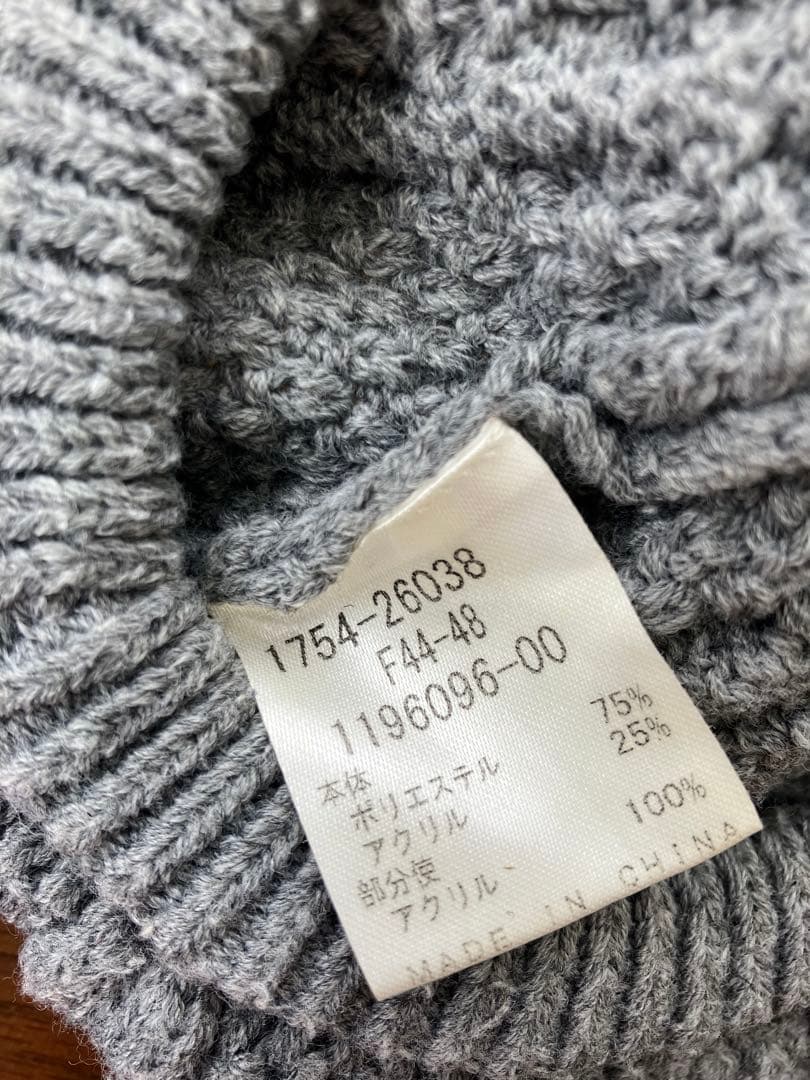 1754-26038
F44-48
1196096-00
本体
ポリエステル 75%
アクリル 25%
部分使
アクリル 100%
MADE IN CHINA